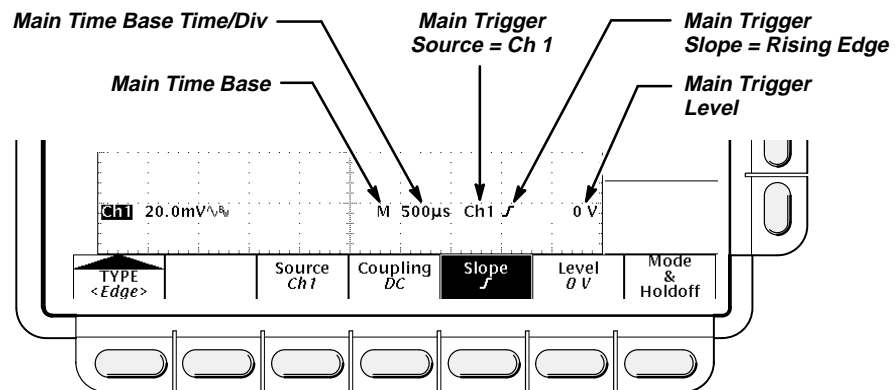 Main Time Base Time/Div
Main Trigger
Source = Ch 1
Main Trigger
Slope = Rising Edge
Main Time Base
Main Trigger
Level
Ch1 20.0mV∿BW M 500µs Ch1 ʃ 0 V
TYPE
<Edge>
Source
Ch1
Coupling
DC
Slope
ʃ
Level
0 V
Mode
&
Holdoff